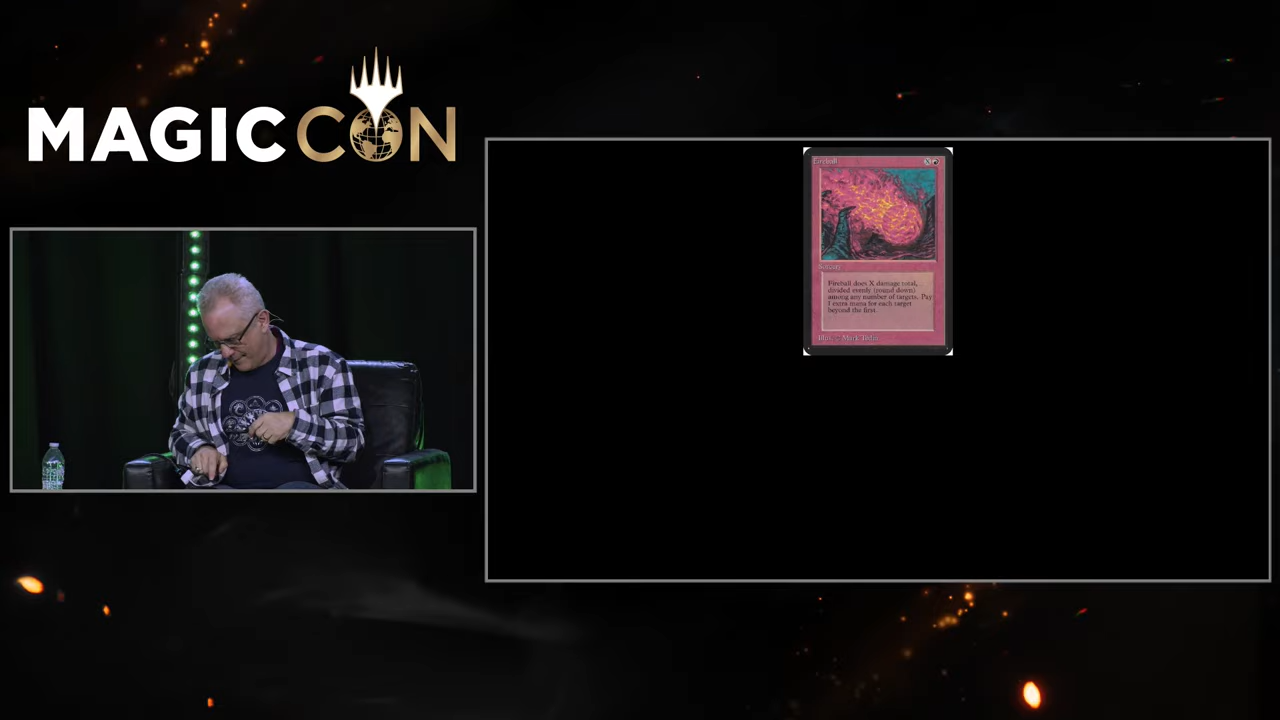 MAGICCON
Fireball
X
Sorcery
Fireball does X damage total,
divided evenly (round down)
among any number of targets. Pay
1 extra mana for each target
beyond the first.
Illus. © Mark Tedin